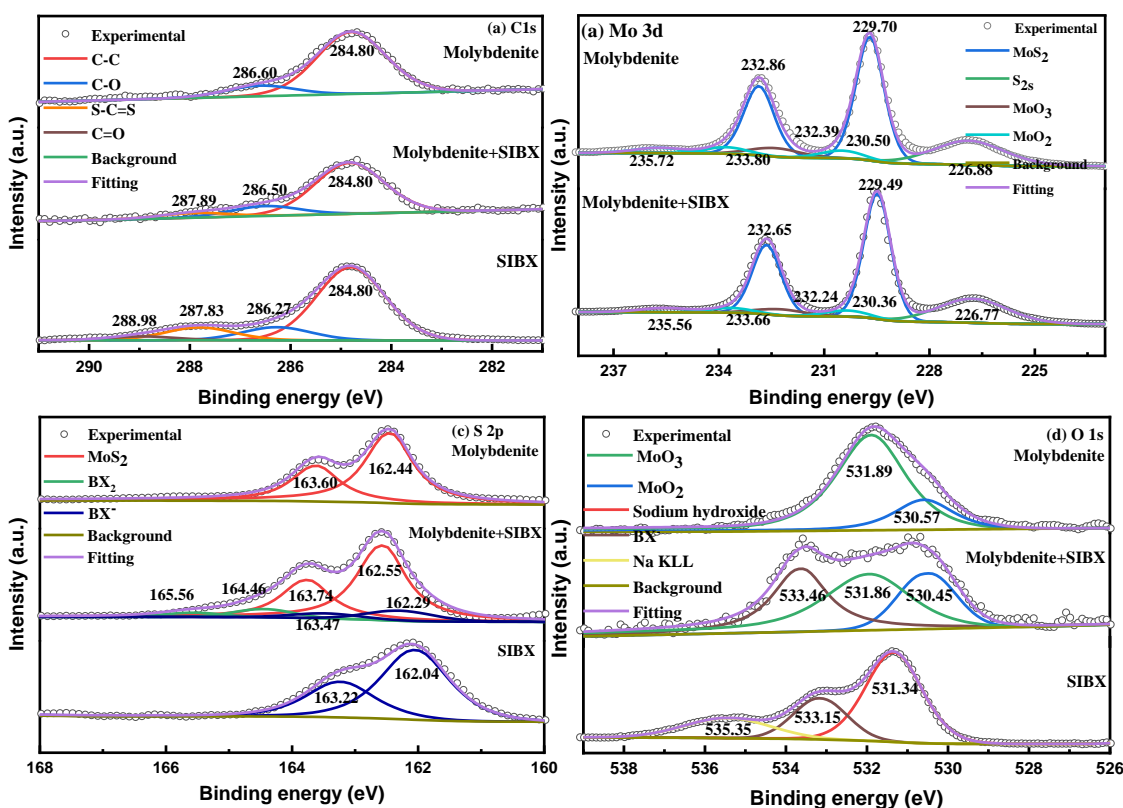 (a) C1s
Experimental
Molybdenite
C-C
284.80
286.60
C-O
S-C=S
C=O
Background
Molybdenite+SIBX
Fitting
287.89
286.50
284.80
SIBX
288.98
287.83
286.27
284.80
Intensity (a.u.)
290 288 286 284 282
Binding energy (eV)
(a) Mo 3d
Molybdenite
229.70
Experimental
MoS2
S2s
MoO3
MoO2
Background
Fitting
232.86
232.39
230.50
235.72
233.80
226.88
Molybdenite+SIBX
229.49
232.65
232.24
230.36
235.56
233.66
226.77
Intensity (a.u.)
237 233 229 225
Binding energy (eV)
(c) S 2p
Experimental
Molybdenite
MoS2
BX2
162.44
163.60
BX-
Background
Molybdenite+SIBX
Fitting
162.55
165.56
164.46
163.74
162.29
163.47
SIBX
162.04
163.22
Intensity (a.u.)
168 166 164 162 160
Binding energy (eV)
(d) O 1s
Experimental
Molybdenite
MoO3
531.89
MoO2
530.57
Sodium hydroxide
BX
Na KLL
Molybdenite+SIBX
Background
Fitting
533.46
531.86
530.45
SIBX
531.34
533.15
535.35
Intensity (a.u.)
538 536 534 532 530 528 526
Binding energy (eV)